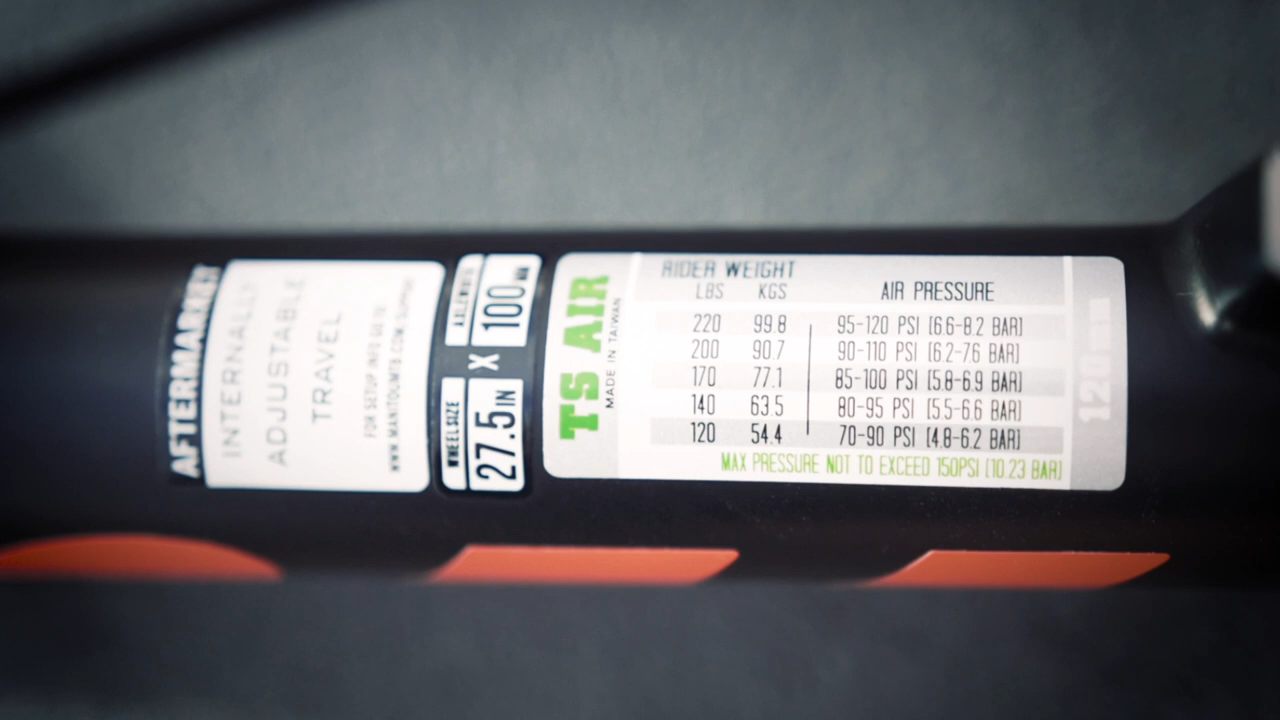 AFTERMARKET
INTERNALLY
ADJUSTABLE
TRAVEL
FOR SETUP INFO GO TO:
WWW.MANITOUMTB.COM/SUPPORT
WHEELSIZE
27.5IN
X
AXLEWIDTH
100MM
TS AIR
MADE IN TAIWAN
RIDER WEIGHT
LBS KGS AIR PRESSURE
220 99.8 95-120 PSI [6.6-8.2 BAR]
200 90.7 90-110 PSI [6.2-7.6 BAR]
170 77.1 85-100 PSI [5.8-6.9 BAR]
140 63.5 80-95 PSI [5.5-6.6 BAR]
120 54.4 70-90 PSI [4.8-6.2 BAR]
MAX PRESSURE NOT TO EXCEED 150PSI [10.23 BAR]
120MM